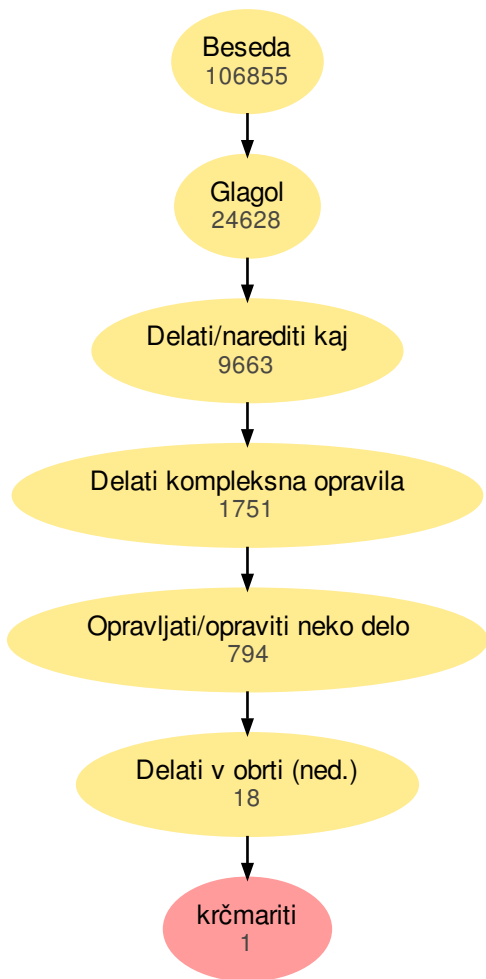 Beseda
106855
Glagol
24628
Delati/narediti kaj
9663
Delati kompleksna opravila
1751
Opravljati/opraviti neko delo
794
Delati v obrti (ned.)
18
krčmariti
1